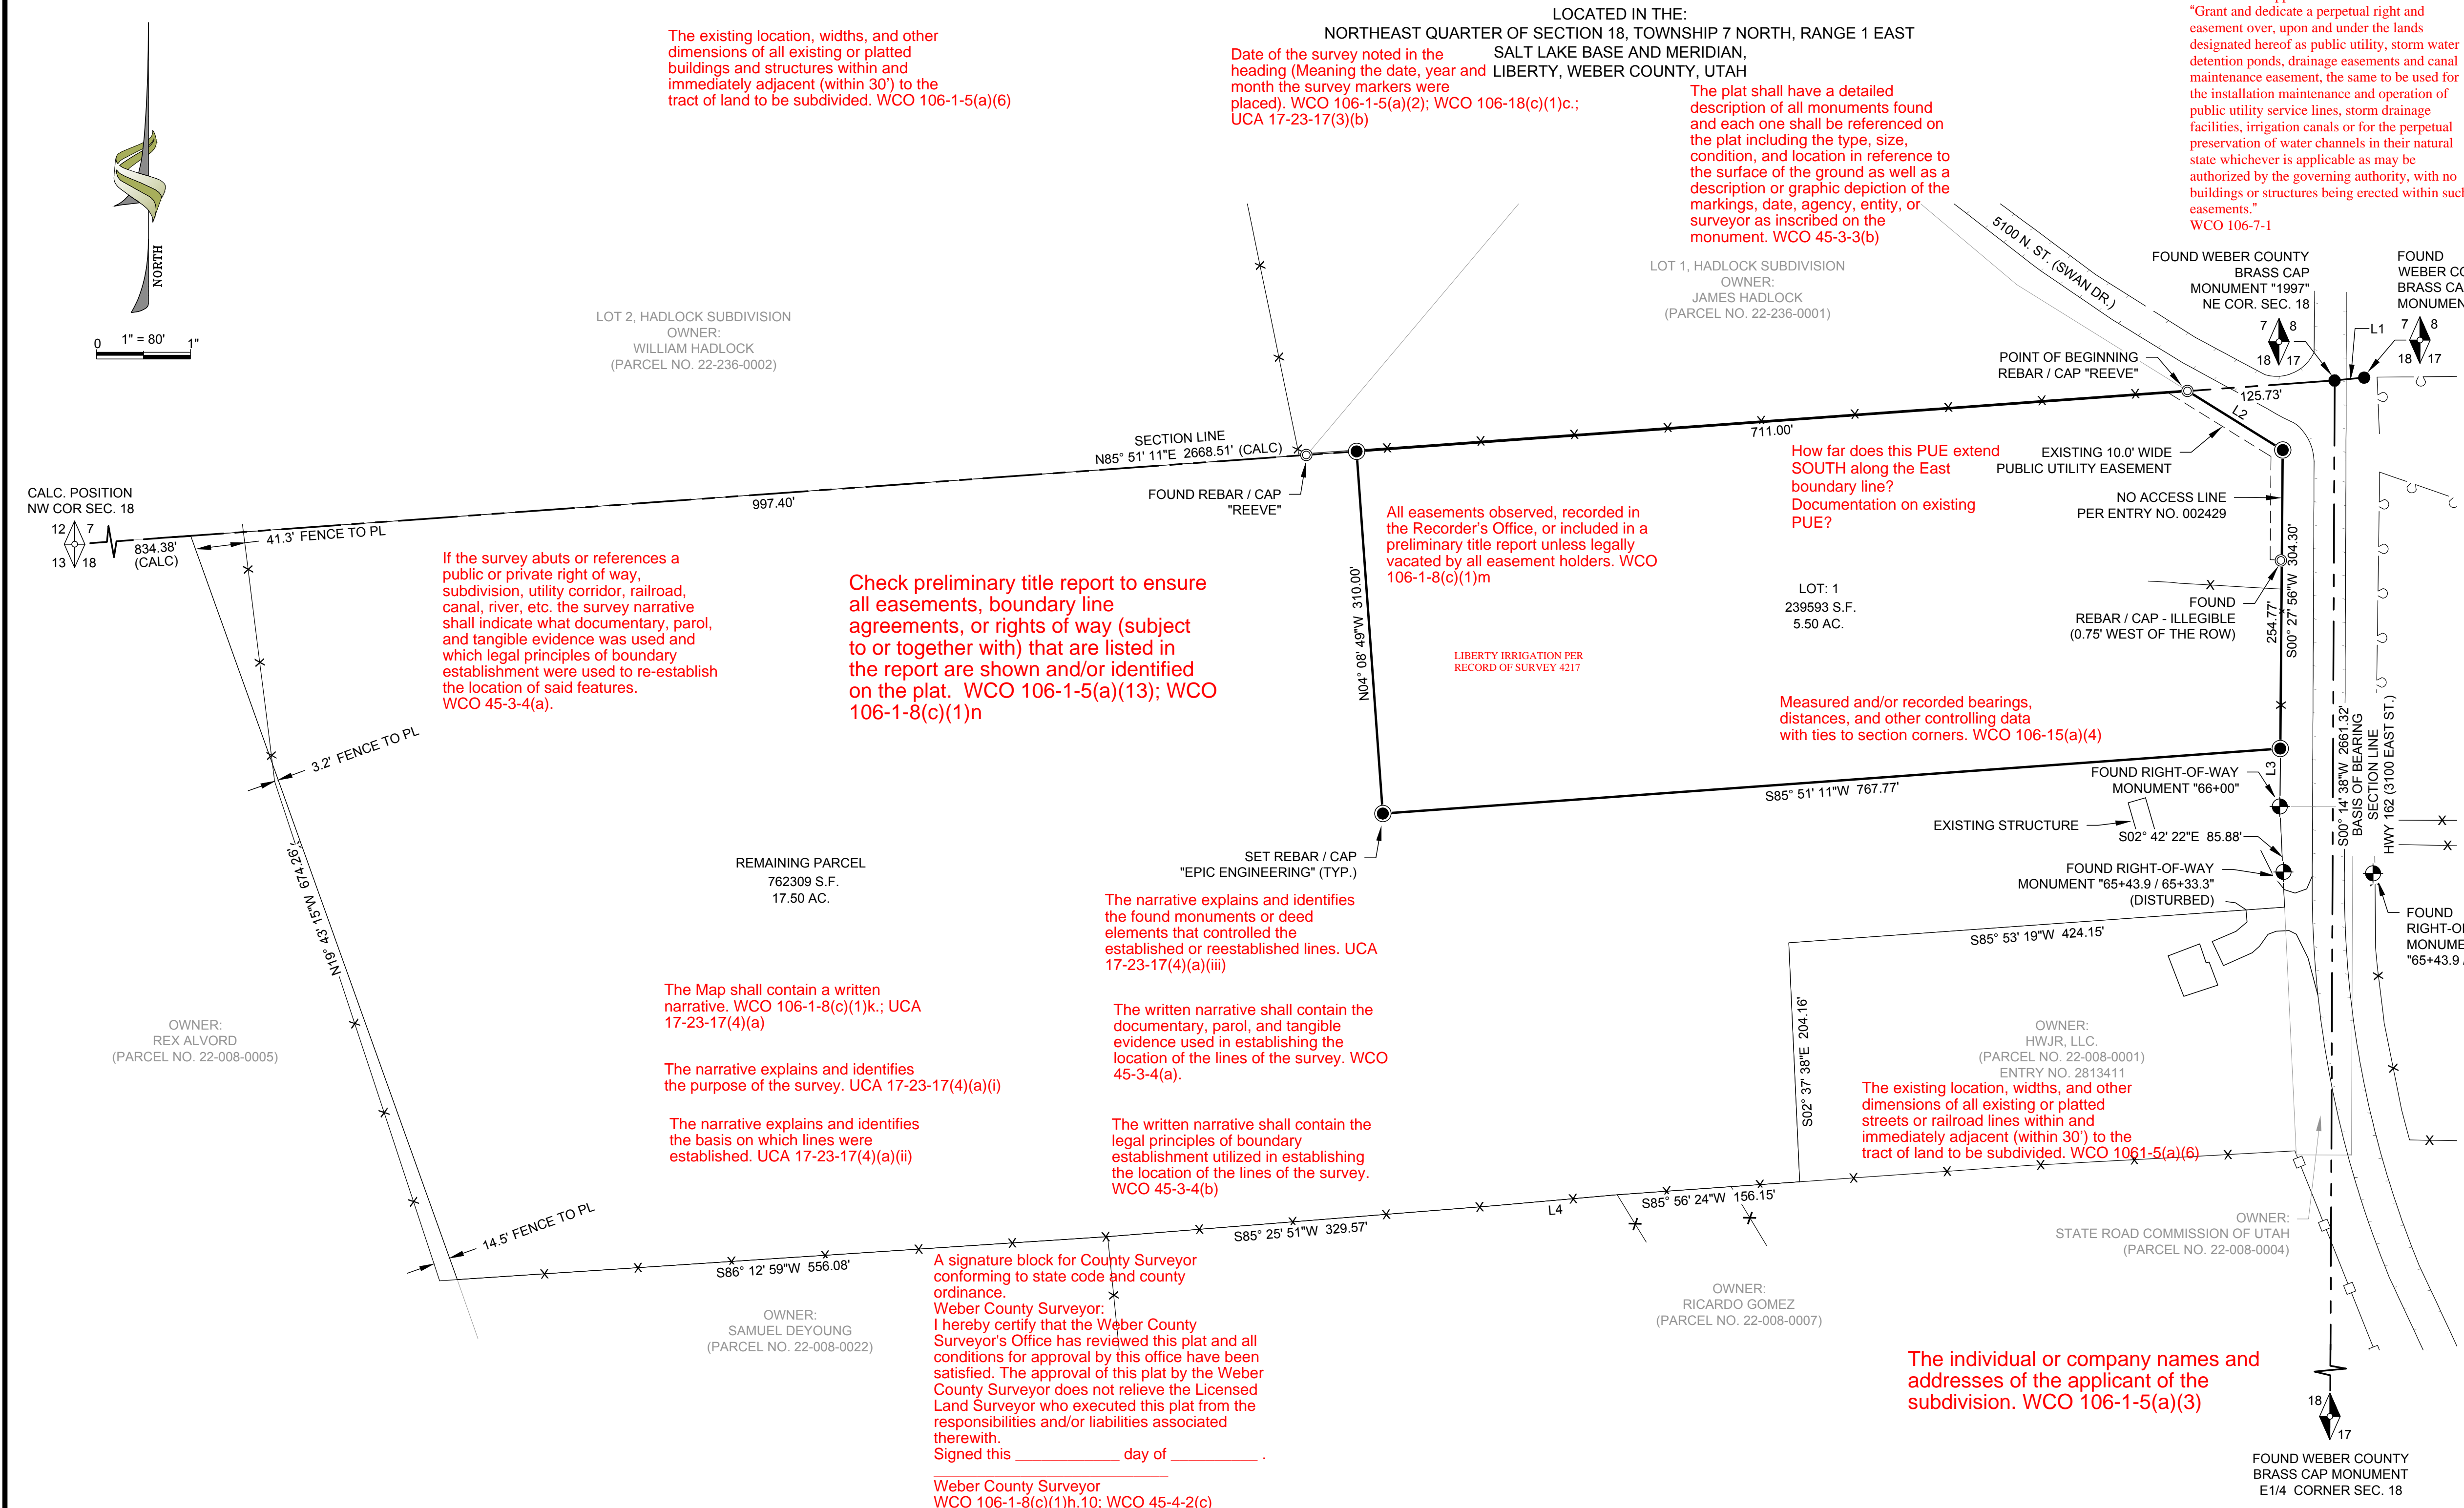 LOCATED IN THE:
NORTHEAST QUARTER OF SECTION 18, TOWNSHIP 7 NORTH, RANGE 1 EAST
SALT LAKE BASE AND MERIDIAN,
LIBERTY, WEBER COUNTY, UTAH
The existing location, widths, and other
dimensions of all existing or platted
buildings and structures within and
immediately adjacent (within 30') to the
tract of land to be subdivided. WCO 106-1-5(a)(6)
Date of the survey noted in the
heading (Meaning the date, year and
month the survey markers were
placed). WCO 106-1-5(a)(2); WCO 106-18(c)(1)c.;
UCA 17-23-17(3)(b)
The plat shall have a detailed
description of all monuments found
and each one shall be referenced on
the plat including the type, size,
condition, and location in reference to
the surface of the ground as well as a
description or graphic depiction of the
markings, date, agency, entity, or
surveyor as inscribed on the
monument. WCO 45-3-3(b)
"Grant and dedicate a perpetual right and
easement over, upon and under the lands
designated hereof as public utility, storm water
detention ponds, drainage easements and canal
maintenance easement, the same to be used for
the installation maintenance and operation of
public utility service lines, storm drainage
facilities, irrigation canals or for the perpetual
preservation of water channels in their natural
state whichever is applicable as may be
authorized by the governing authority, with no
buildings or structures being erected within such
easements."
WCO 106-7-1
NORTH
0 1" = 80' 1"
LOT 2, HADLOCK SUBDIVISION
OWNER:
WILLIAM HADLOCK
(PARCEL NO. 22-236-0002)
LOT 1, HADLOCK SUBDIVISION
OWNER:
JAMES HADLOCK
(PARCEL NO. 22-236-0001)
5100 N. ST. (SWAN DR.)
FOUND WEBER COUNTY
BRASS CAP
MONUMENT "1997"
NE COR. SEC. 18
7 8
18 17
FOUND
WEBER CO
BRASS CA
MONUMEN
7 8
18 17
L1
POINT OF BEGINNING
REBAR / CAP "REEVE"
125.73'
L2
711.00'
SECTION LINE
N85° 51' 11"E 2668.51' (CALC)
FOUND REBAR / CAP
"REEVE"
997.40'
CALC. POSITION
NW COR SEC. 18
12 7
13 18
834.38'
(CALC)
41.3' FENCE TO PL
How far does this PUE extend
SOUTH along the East
boundary line?
Documentation on existing
PUE?
EXISTING 10.0' WIDE
PUBLIC UTILITY EASEMENT
NO ACCESS LINE
PER ENTRY NO. 002429
FOUND
REBAR / CAP - ILLEGIBLE
(0.75' WEST OF THE ROW)
254.77'
S00° 27' 56"W 304.30'
All easements observed, recorded in
the Recorder's Office, or included in a
preliminary title report unless legally
vacated by all easement holders. WCO
106-1-8(c)(1)m
LOT: 1
239593 S.F.
5.50 AC.
N04° 08' 49"W 310.00'
LIBERTY IRRIGATION PER
RECORD OF SURVEY 4217
If the survey abuts or references a
public or private right of way,
subdivision, utility corridor, railroad,
canal, river, etc. the survey narrative
shall indicate what documentary, parol,
and tangible evidence was used and
which legal principles of boundary
establishment were used to re-establish
the location of said features.
WCO 45-3-4(a).
Check preliminary title report to ensure
all easements, boundary line
agreements, or rights of way (subject
to or together with) that are listed in
the report are shown and/or identified
on the plat. WCO 106-1-5(a)(13); WCO
106-1-8(c)(1)n
Measured and/or recorded bearings,
distances, and other controlling data
with ties to section corners. WCO 106-15(a)(4)
3.2' FENCE TO PL
S85° 51' 11"W 767.77'
L3
FOUND RIGHT-OF-WAY
MONUMENT "66+00"
EXISTING STRUCTURE
S02° 42' 22"E 85.88'
S00° 14' 38"W 2661.32'
BASIS OF BEARING
SECTION LINE
HWY 162 (3100 EAST ST.)
FOUND RIGHT-OF-WAY
MONUMENT "65+43.9 / 65+33.3"
(DISTURBED)
FOUND
RIGHT-O
MONUME
"65+43.9 /
SET REBAR / CAP
"EPIC ENGINEERING" (TYP.)
REMAINING PARCEL
762309 S.F.
17.50 AC.
N19° 43' 15"W 674.26'
The narrative explains and identifies
the found monuments or deed
elements that controlled the
established or reestablished lines. UCA
17-23-17(4)(a)(iii)
S85° 53' 19"W 424.15'
S02° 37' 38"E 204.16'
The Map shall contain a written
narrative. WCO 106-1-8(c)(1)k.; UCA
17-23-17(4)(a)
The written narrative shall contain the
documentary, parol, and tangible
evidence used in establishing the
location of the lines of the survey. WCO
45-3-4(a).
OWNER:
REX ALVORD
(PARCEL NO. 22-008-0005)
The narrative explains and identifies
the purpose of the survey. UCA 17-23-17(4)(a)(i)
The narrative explains and identifies
the basis on which lines were
established. UCA 17-23-17(4)(a)(ii)
The written narrative shall contain the
legal principles of boundary
establishment utilized in establishing
the location of the lines of the survey.
WCO 45-3-4(b)
OWNER:
HWJR, LLC.
(PARCEL NO. 22-008-0001)
ENTRY NO. 2813411
The existing location, widths, and other
dimensions of all existing or platted
streets or railroad lines within and
immediately adjacent (within 30') to the
tract of land to be subdivided. WCO 1061-5(a)(6)
14.5' FENCE TO PL
S86° 12' 59"W 556.08'
S85° 25' 51"W 329.57'
L4
S85° 56' 24"W 156.15'
OWNER:
STATE ROAD COMMISSION OF UTAH
(PARCEL NO. 22-008-0004)
OWNER:
SAMUEL DEYOUNG
(PARCEL NO. 22-008-0022)
OWNER:
RICARDO GOMEZ
(PARCEL NO. 22-008-0007)
A signature block for County Surveyor
conforming to state code and county
ordinance.
Weber County Surveyor:
I hereby certify that the Weber County
Surveyor's Office has reviewed this plat and all
conditions for approval by this office have been
satisfied. The approval of this plat by the Weber
County Surveyor does not relieve the Licensed
Land Surveyor who executed this plat from the
responsibilities and/or liabilities associated
therewith.
Signed this ____________ day of __________ .
___________________________
Weber County Surveyor
WCO 106-1-8(c)(1)h.10; WCO 45-4-2(c)
The individual or company names and
addresses of the applicant of the
subdivision. WCO 106-1-5(a)(3)
18
17
FOUND WEBER COUNTY
BRASS CAP MONUMENT
E1/4 CORNER SEC. 18